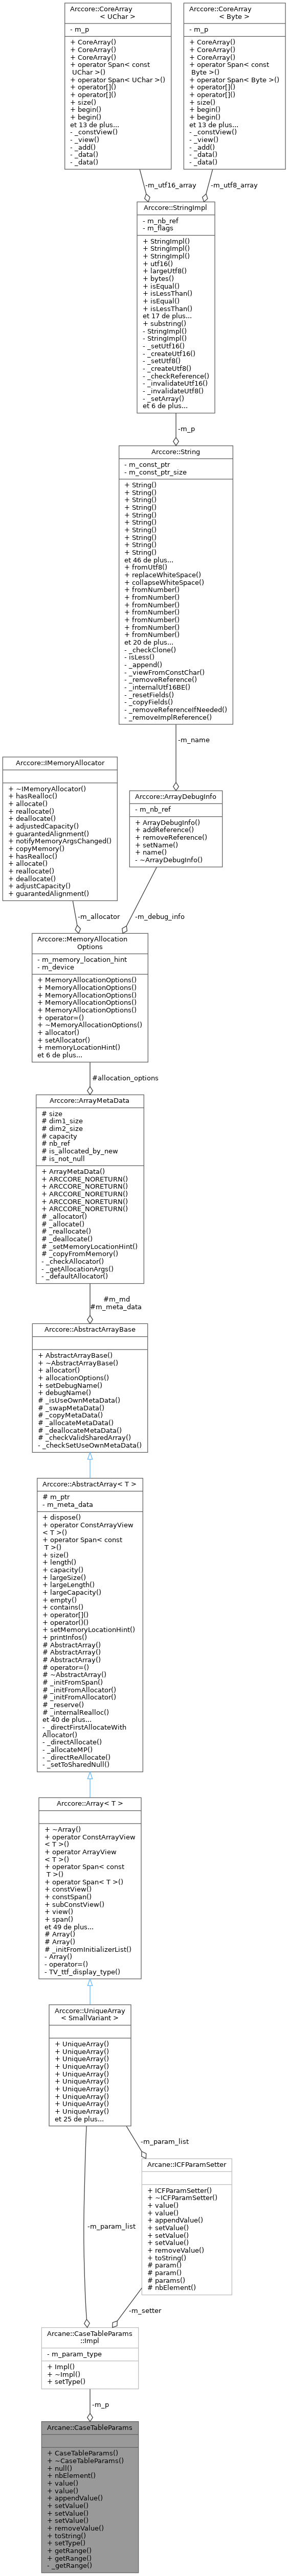 Arccore::CoreArray
< UChar >
- m_p
+ CoreArray()
+ CoreArray()
+ CoreArray()
+ operator Span< const
UChar >()
+ operator Span< UChar >()
+ operator[]()
+ operator[]()
+ size()
+ begin()
+ begin()
et 13 de plus...
- _constView()
- _view()
- _add()
- _data()
- _data()
Arccore::CoreArray
< Byte >
- m_p
+ CoreArray()
+ CoreArray()
+ CoreArray()
+ operator Span< const
Byte >()
+ operator Span< Byte >()
+ operator[]()
+ operator[]()
+ size()
+ begin()
+ begin()
et 13 de plus...
- _constView()
- _view()
- _add()
- _data()
- _data()
-m_utf16_array
-m_utf8_array
Arccore::StringImpl
- m_nb_ref
- m_flags
+ StringImpl()
+ StringImpl()
+ StringImpl()
+ utf16()
+ largeUtf8()
+ bytes()
+ isEqual()
+ isLessThan()
+ isEqual()
+ isLessThan()
et 17 de plus...
+ substring()
- StringImpl()
- StringImpl()
- _setUtf16()
- _createUtf16()
- _setUtf8()
- _createUtf8()
- _checkReference()
- _invalidateUtf16()
- _invalidateUtf8()
- _setArray()
et 6 de plus...
-m_p
Arccore::String
- m_const_ptr
- m_const_ptr_size
+ String()
+ String()
+ String()
+ String()
+ String()
+ String()
+ String()
+ String()
+ String()
+ String()
et 46 de plus...
+ fromUtf8()
+ replaceWhiteSpace()
+ collapseWhiteSpace()
+ fromNumber()
+ fromNumber()
+ fromNumber()
+ fromNumber()
+ fromNumber()
+ fromNumber()
+ fromNumber()
et 20 de plus...
- _checkClone()
- isLess()
- _append()
- _viewFromConstChar()
- _removeReference()
- _internalUtf16BE()
- _resetFields()
- _copyFields()
- _removeReferenceIfNeeded()
- _removeImplReference()
-m_name
Arccore::IMemoryAllocator
+ ~IMemoryAllocator()
+ hasRealloc()
+ allocate()
+ reallocate()
+ deallocate()
+ adjustedCapacity()
+ guarantedAlignment()
+ notifyMemoryArgsChanged()
+ copyMemory()
+ hasRealloc()
+ allocate()
+ reallocate()
+ deallocate()
+ adjustCapacity()
+ guarantedAlignment()
Arccore::ArrayDebugInfo
- m_nb_ref
+ ArrayDebugInfo()
+ addReference()
+ removeReference()
+ setName()
+ name()
- ~ArrayDebugInfo()
-m_allocator
-m_debug_info
Arccore::MemoryAllocation
Options
- m_memory_location_hint
- m_device
+ MemoryAllocationOptions()
+ MemoryAllocationOptions()
+ MemoryAllocationOptions()
+ MemoryAllocationOptions()
+ MemoryAllocationOptions()
+ operator=()
+ ~MemoryAllocationOptions()
+ allocator()
+ setAllocator()
+ memoryLocationHint()
et 6 de plus...
#allocation_options
Arccore::ArrayMetaData
# size
# dim1_size
# dim2_size
# capacity
# nb_ref
# is_allocated_by_new
# is_not_null
+ ArrayMetaData()
+ ARCCORE_NORETURN()
+ ARCCORE_NORETURN()
+ ARCCORE_NORETURN()
+ ARCCORE_NORETURN()
+ ARCCORE_NORETURN()
# _allocator()
# _allocate()
# _reallocate()
# _deallocate()
# _setMemoryLocationHint()
# _copyFromMemory()
- _checkAllocator()
- _getAllocationArgs()
- _defaultAllocator()
#m_md
#m_meta_data
Arccore::AbstractArrayBase
+ AbstractArrayBase()
+ ~AbstractArrayBase()
+ allocator()
+ allocationOptions()
+ setDebugName()
+ debugName()
# _isUseOwnMetaData()
# _swapMetaData()
# _copyMetaData()
# _allocateMetaData()
# _deallocateMetaData()
# _checkValidSharedArray()
- _checkSetUseOwnMetaData()
Arccore::AbstractArray< T >
# m_ptr
- m_meta_data
+ dispose()
+ operator ConstArrayView
< T >()
+ operator Span< const
T >()
+ size()
+ length()
+ capacity()
+ largeSize()
+ largeLength()
+ largeCapacity()
+ empty()
+ contains()
+ operator[]()
+ operator()()
+ setMemoryLocationHint()
+ printInfos()
# AbstractArray()
# AbstractArray()
# AbstractArray()
# operator=()
# ~AbstractArray()
# _initFromSpan()
# _initFromAllocator()
# _initFromAllocator()
# _reserve()
# _internalRealloc()
et 40 de plus...
- _directFirstAllocateWith
Allocator()
- _directAllocate()
- _allocateMP()
- _directReAllocate()
- _setToSharedNull()
Arccore::Array< T >
+ ~Array()
+ operator ConstArrayView
< T >()
+ operator ArrayView
< T >()
+ operator Span< const
T >()
+ operator Span< T >()
+ constView()
+ constSpan()
+ subConstView()
+ view()
+ span()
et 49 de plus...
# Array()
# Array()
# _initFromInitializerList()
- Array()
- operator=()
- TV_ttf_display_type()
Arccore::UniqueArray
< SmallVariant >
+ UniqueArray()
+ UniqueArray()
+ UniqueArray()
+ UniqueArray()
+ UniqueArray()
+ UniqueArray()
+ UniqueArray()
+ UniqueArray()
+ UniqueArray()
+ UniqueArray()
et 25 de plus...
-m_param_list
Arcane::ICFParamSetter
+ ICFParamSetter()
+ ~ICFParamSetter()
+ value()
+ value()
+ appendValue()
+ setValue()
+ setValue()
+ setValue()
+ removeValue()
+ toString()
# param()
# param()
# params()
# nbElement()
-m_param_list
-m_setter
Arcane::CaseTableParams
::Impl
- m_param_type
+ Impl()
+ ~Impl()
+ setType()
-m_p
Arcane::CaseTableParams
+ CaseTableParams()
+ ~CaseTableParams()
+ null()
+ nbElement()
+ value()
+ value()
+ appendValue()
+ setValue()
+ setValue()
+ setValue()
+ removeValue()
+ toString()
+ setType()
+ getRange()
+ getRange()
- _getRange()